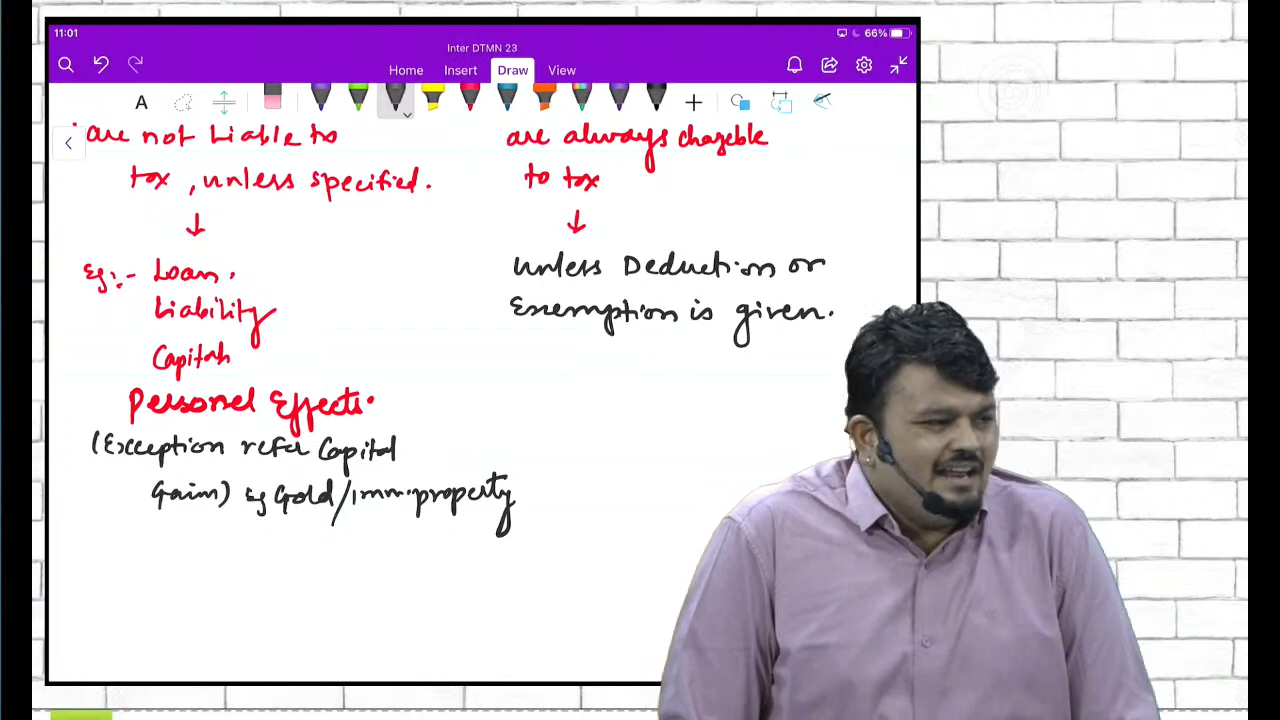 11:01
66%
Inter DTMN 23
Home Insert Draw View
A
are not Liable to
tax, unless specified.
Eg:- Loan.
Liability
Capital
Personal Effects.
(Exception refer Capital
Gain) eg Gold/imm. property
are always chargeble
to tax
unless Deduction or
Exemption is given.